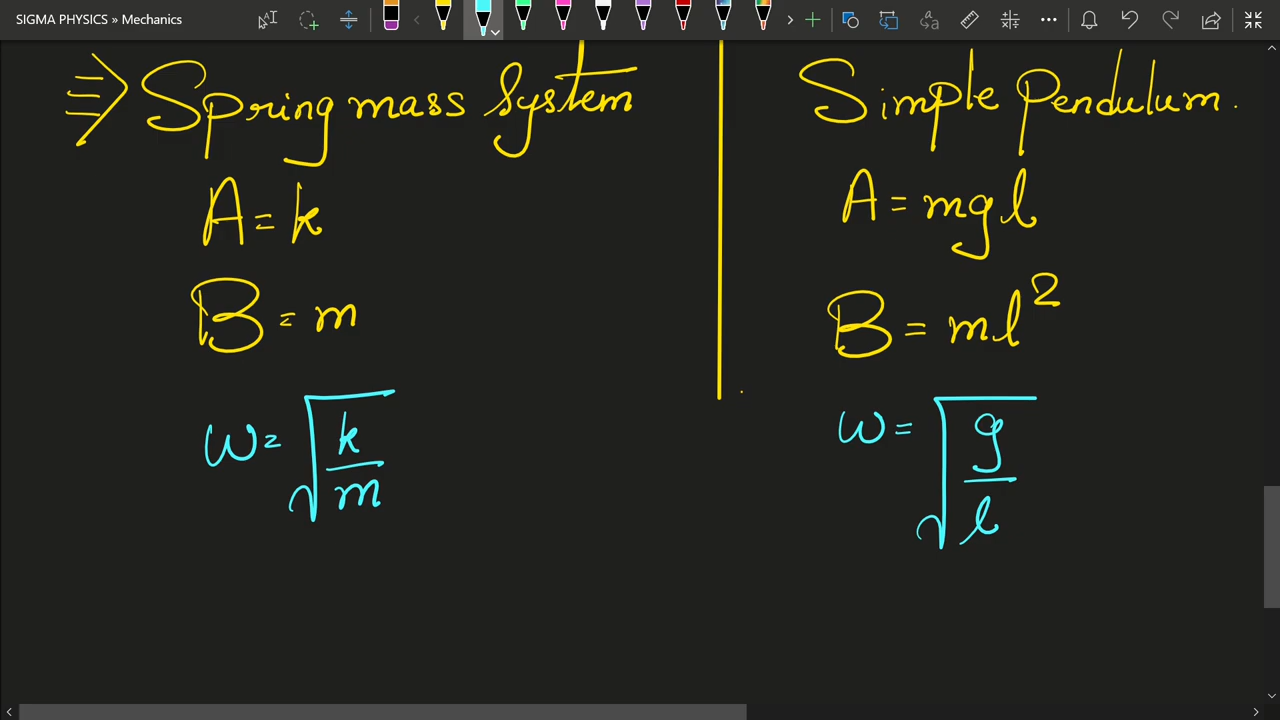 SIGMA PHYSICS » Mechanics
⇒ Spring mass System
A = k
B = m
ω = √(k/m)
Simple Pendulum.
A = mgl
B = ml²
ω = √(g/l)